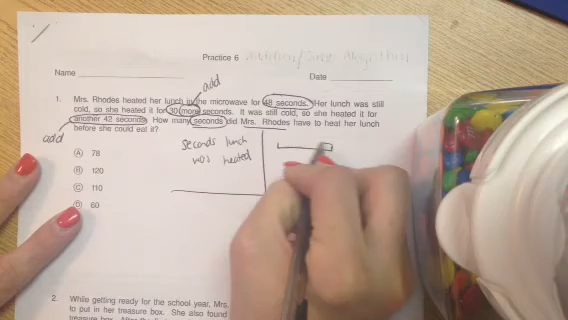 Practice 6
Name
Date
add
1. Mrs. Rhodes heated her lunch in the microwave for 48 seconds. Her lunch was still
cold, so she heated it for 30 more seconds. It was still cold, so she heated it for
another 42 seconds. How many seconds did Mrs. Rhodes have to heat her lunch
before she could eat it?
add
seconds lunch
was heated
A 78
B 120
C 110
D 60
2. While getting ready for the school year, Mrs.
to put in her treasure box. She also found
treasure box. After the